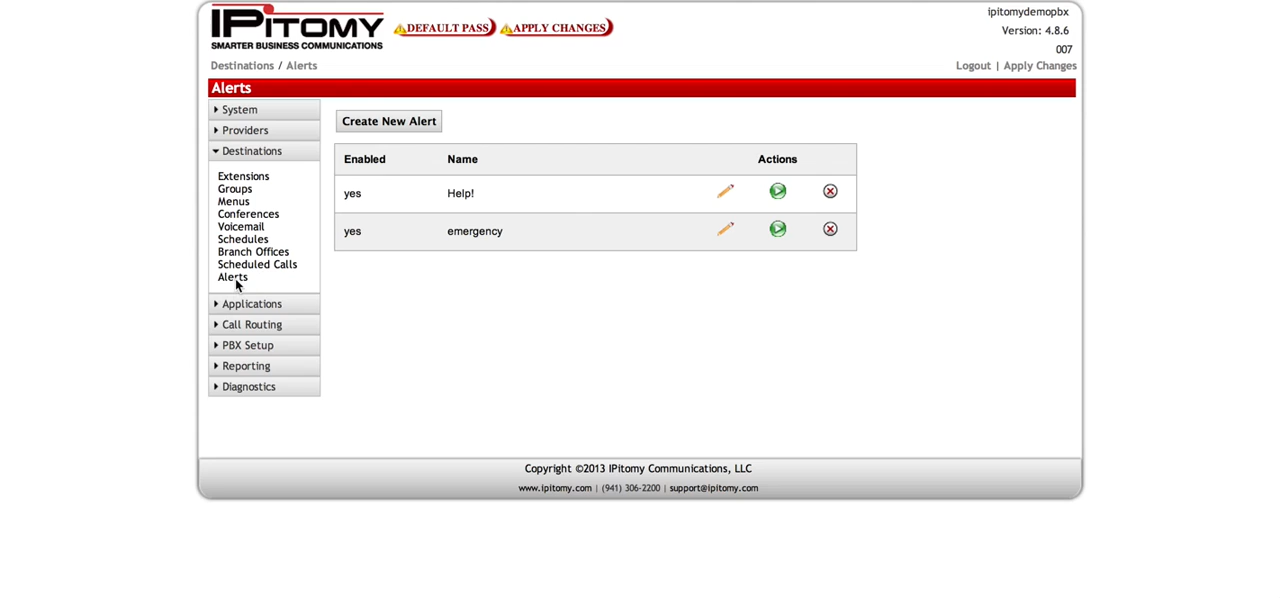 IPITOMY
SMARTER BUSINESS COMMUNICATIONS
DEFAULT PASS
APPLY CHANGES
ipitomydemopbx
Version: 4.8.6
007
Destinations / Alerts
Logout | Apply Changes
Alerts
System
Providers
Destinations
Extensions
Groups
Menus
Conferences
Voicemail
Schedules
Branch Offices
Scheduled Calls
Alerts
Applications
Call Routing
PBX Setup
Reporting
Diagnostics
Create New Alert
Enabled Name Actions
yes Help!
yes emergency
Copyright ©2013 IPitomy Communications, LLC
www.ipitomy.com | (941) 306-2200 | support@ipitomy.com